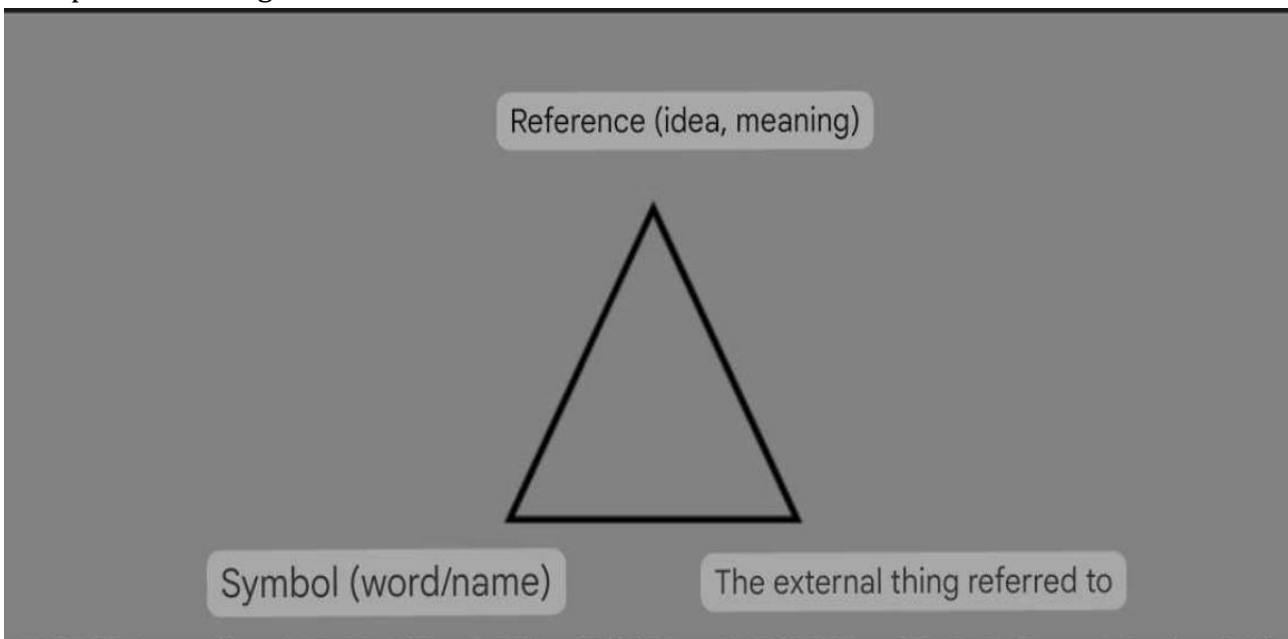 Reference (idea, meaning)
Symbol (word/name)
The external thing referred to